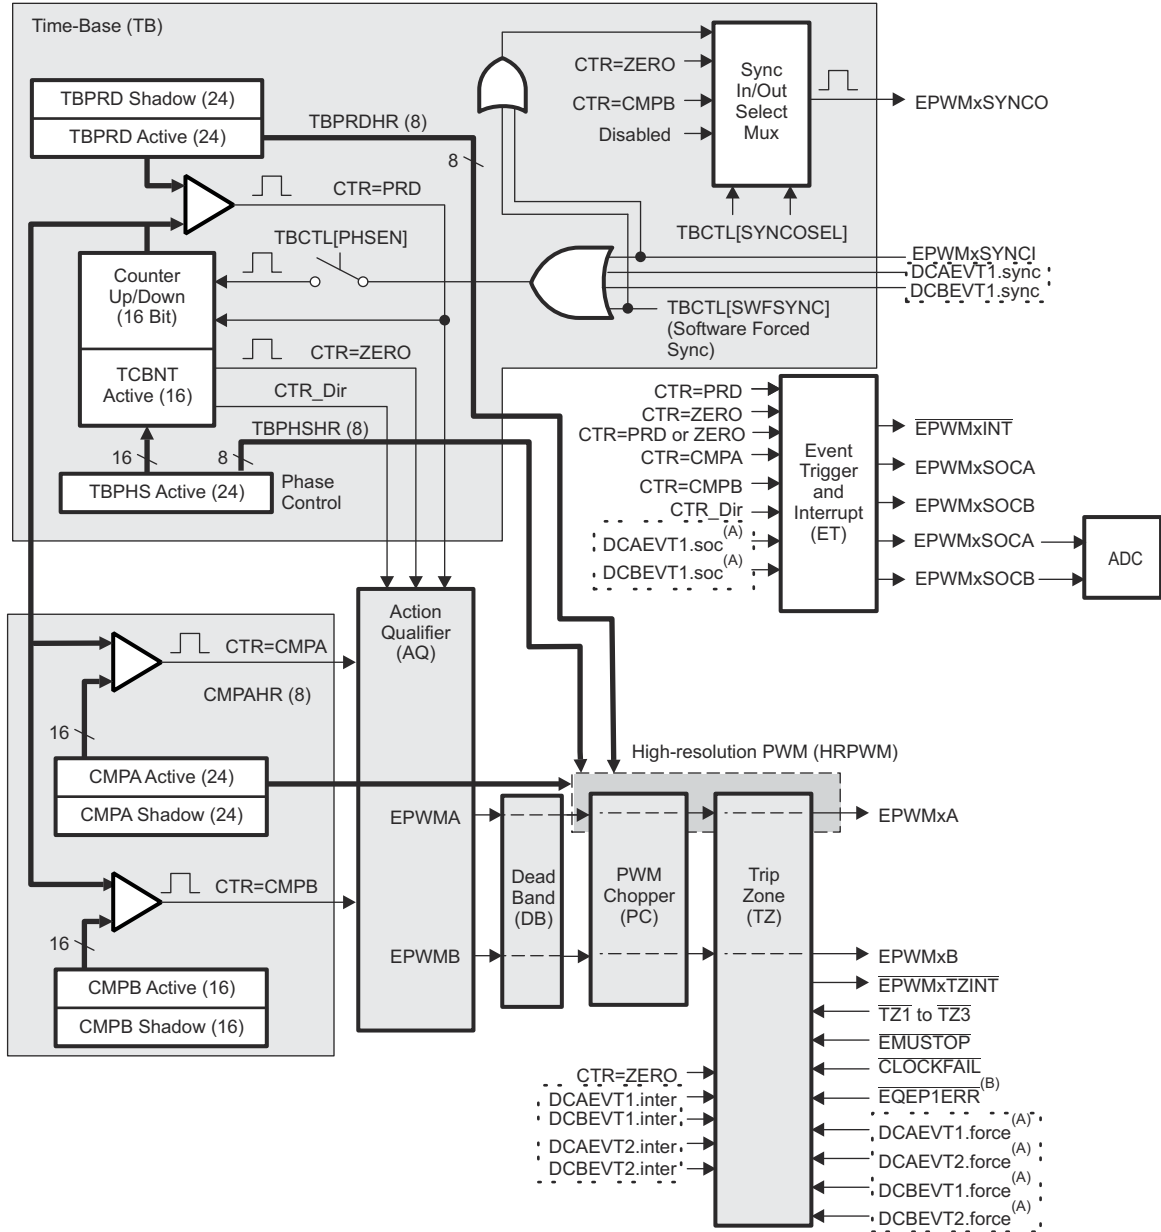 Time-Base (TB)
TBPRD Shadow (24)
TBPRD Active (24)
TBPRDHR (8)
8
CTR=PRD
TBCTL[PHSEN]
Counter
Up/Down
(16 Bit)
TCBNT
Active (16)
CTR=ZERO
CTR_Dir
TBPHSHR (8)
16
8
TBPHS Active (24)
Phase
Control
CTR=ZERO
CTR=CMPB
Disabled
Sync
In/Out
Select
Mux
EPWMxSYNCO
TBCTL[SYNCOSEL]
EPWMxSYNCI
DCAEVT1.sync
DCBEVT1.sync
TBCTL[SWFSYNC]
(Software Forced
Sync)
CTR=PRD
CTR=ZERO
CTR=PRD or ZERO
CTR=CMPA
CTR=CMPB
CTR_Dir
DCAEVT1.soc(A)
DCBEVT1.soc(A)
Event
Trigger
and
Interrupt
(ET)
EPWMxINT
EPWMxSOCA
EPWMxSOCB
EPWMxSOCA
EPWMxSOCB
ADC
Action
Qualifier
(AQ)
CTR=CMPA
CMPAHR (8)
16
CMPA Active (24)
CMPA Shadow (24)
CTR=CMPB
16
CMPB Active (16)
CMPB Shadow (16)
EPWMA
EPWMB
High-resolution PWM (HRPWM)
Dead
Band
(DB)
PWM
Chopper
(PC)
Trip
Zone
(TZ)
EPWMxA
EPWMxB
EPWMxTZINT
TZ1 to TZ3
EMUSTOP
CLOCKFAIL
EQEP1ERR(B)
DCAEVT1.force(A)
DCAEVT2.force(A)
DCBEVT1.force(A)
DCBEVT2.force(A)
CTR=ZERO
DCAEVT1.inter
DCBEVT1.inter
DCAEVT2.inter
DCBEVT2.inter